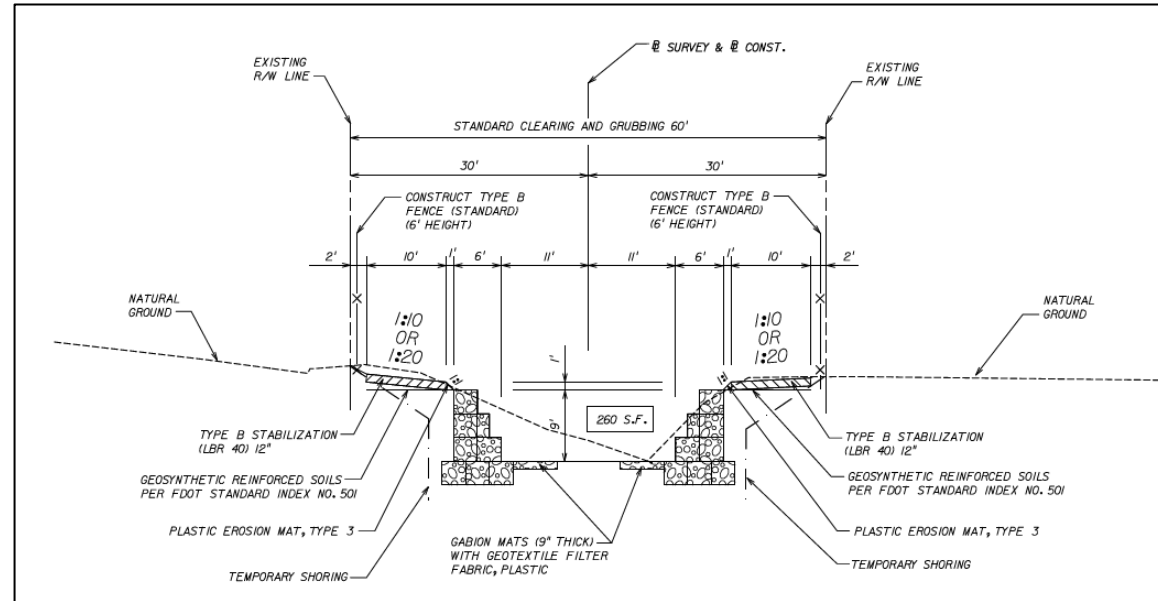 ℄ SURVEY & ℄ CONST.
EXISTING
R/W LINE
EXISTING
R/W LINE
STANDARD CLEARING AND GRUBBING 60'
30'
30'
CONSTRUCT TYPE B
FENCE (STANDARD)
(6' HEIGHT)
CONSTRUCT TYPE B
FENCE (STANDARD)
(6' HEIGHT)
2'
10'
1'
6'
11'
11'
6'
1'
10'
2'
NATURAL
GROUND
1:10
OR
1:20
1:10
OR
1:20
NATURAL
GROUND
1'
1:1
1:1
9'
260 S.F.
TYPE B STABILIZATION
(LBR 40) 12"
TYPE B STABILIZATION
(LBR 40) 12"
GEOSYNTHETIC REINFORCED SOILS
PER FDOT STANDARD INDEX NO. 501
GEOSYNTHETIC REINFORCED SOILS
PER FDOT STANDARD INDEX NO. 501
PLASTIC EROSION MAT, TYPE 3
PLASTIC EROSION MAT, TYPE 3
GABION MATS (9" THICK)
WITH GEOTEXTILE FILTER
FABRIC, PLASTIC
TEMPORARY SHORING
TEMPORARY SHORING